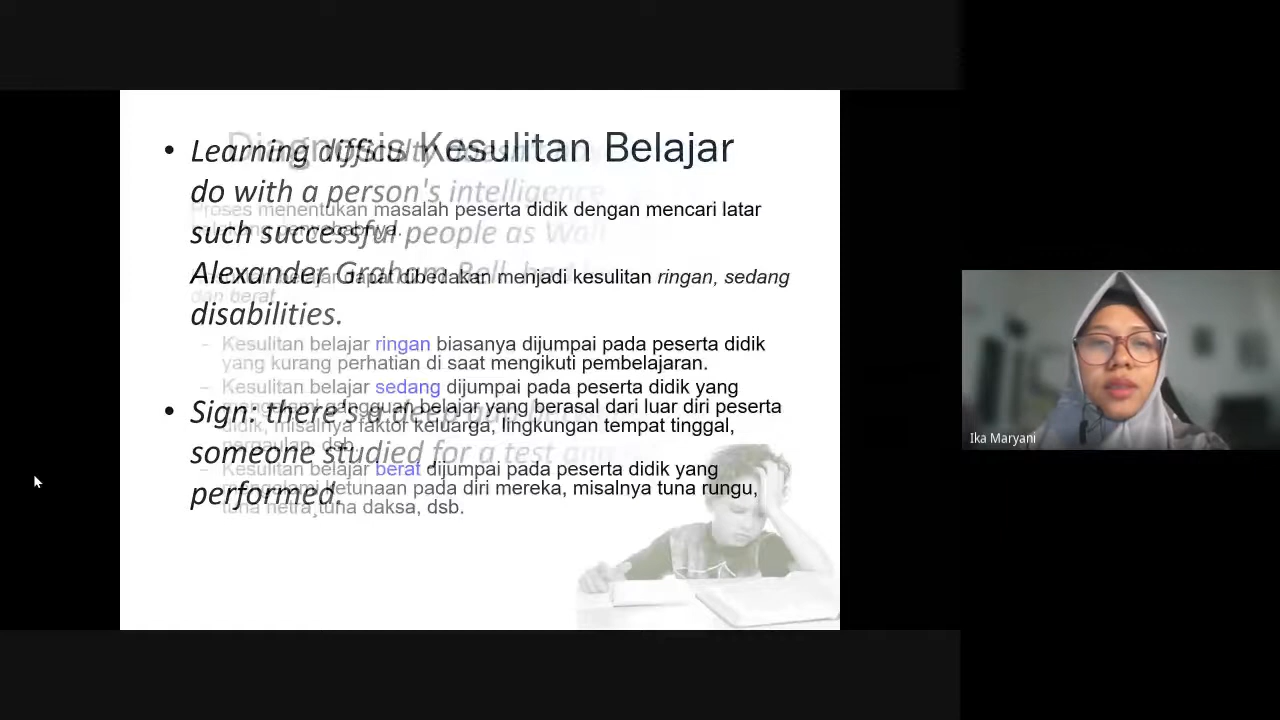 Diagnosis Kesulitan Belajar
Proses menentukan masalah peserta didik dengan mencari latar
belakang penyebabnya.
belajar dapat dibedakan menjadi kesulitan ringan, sedang
dan berat
– Kesulitan belajar ringan biasanya dijumpai pada peserta didik
yang kurang perhatian di saat mengikuti pembelajaran.
– Kesulitan belajar sedang dijumpai pada peserta didik yang
mengalami gangguan belajar yang berasal dari luar diri peserta
didik, misalnya faktor keluarga, lingkungan tempat tinggal,
pergaulan, dsb.
– Kesulitan belajar berat dijumpai pada peserta didik yang
mengalami ketunaan pada diri mereka, misalnya tuna rungu,
tuna netra, tuna daksa, dsb.
• Learning difficulty doesn't
do with a person's intelligence
such successful people as Walt
Alexander Graham Bell,
disabilities.
• Sign: there's a
someone studied for a test and
performed.
Ika Maryani